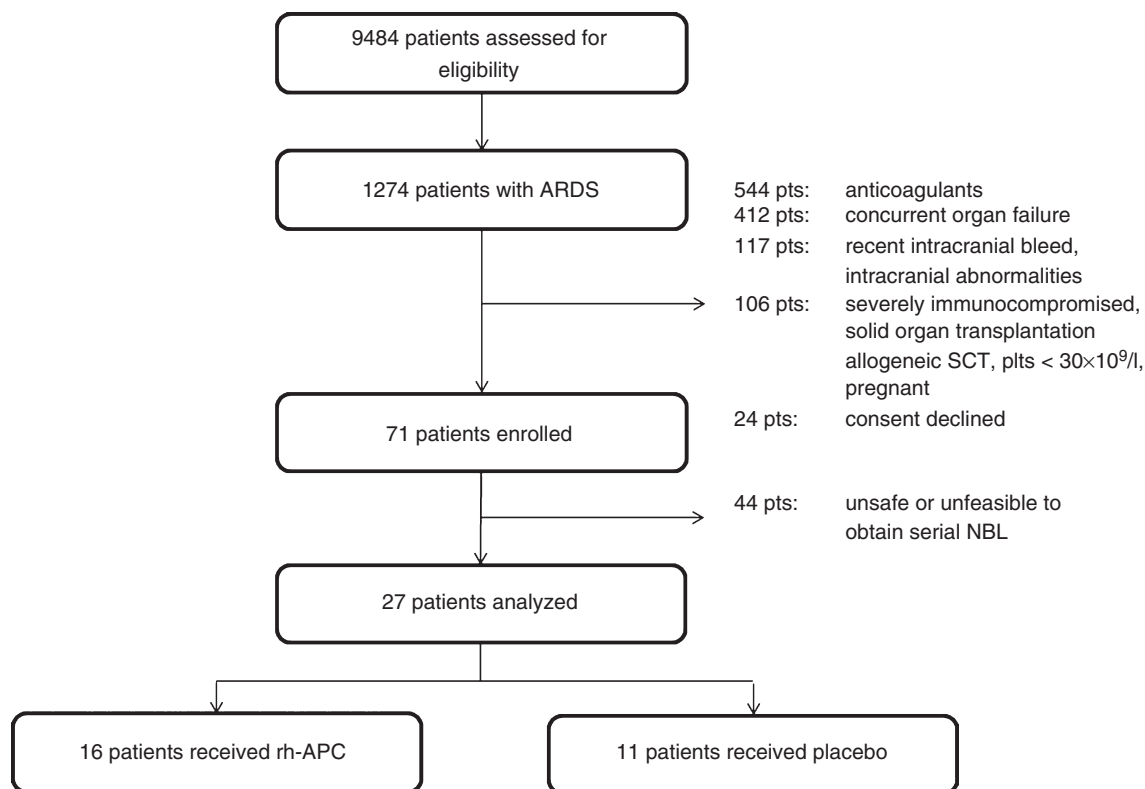 9484 patients assessed for
eligibility
1274 patients with ARDS
544 pts: anticoagulants
412 pts: concurrent organ failure
117 pts: recent intracranial bleed,
intracranial abnormalities
106 pts: severely immunocompromised,
solid organ transplantation
allogeneic SCT, plts < 30×10⁹/l,
pregnant
71 patients enrolled
24 pts: consent declined
44 pts: unsafe or unfeasible to
obtain serial NBL
27 patients analyzed
16 patients received rh-APC
11 patients received placebo